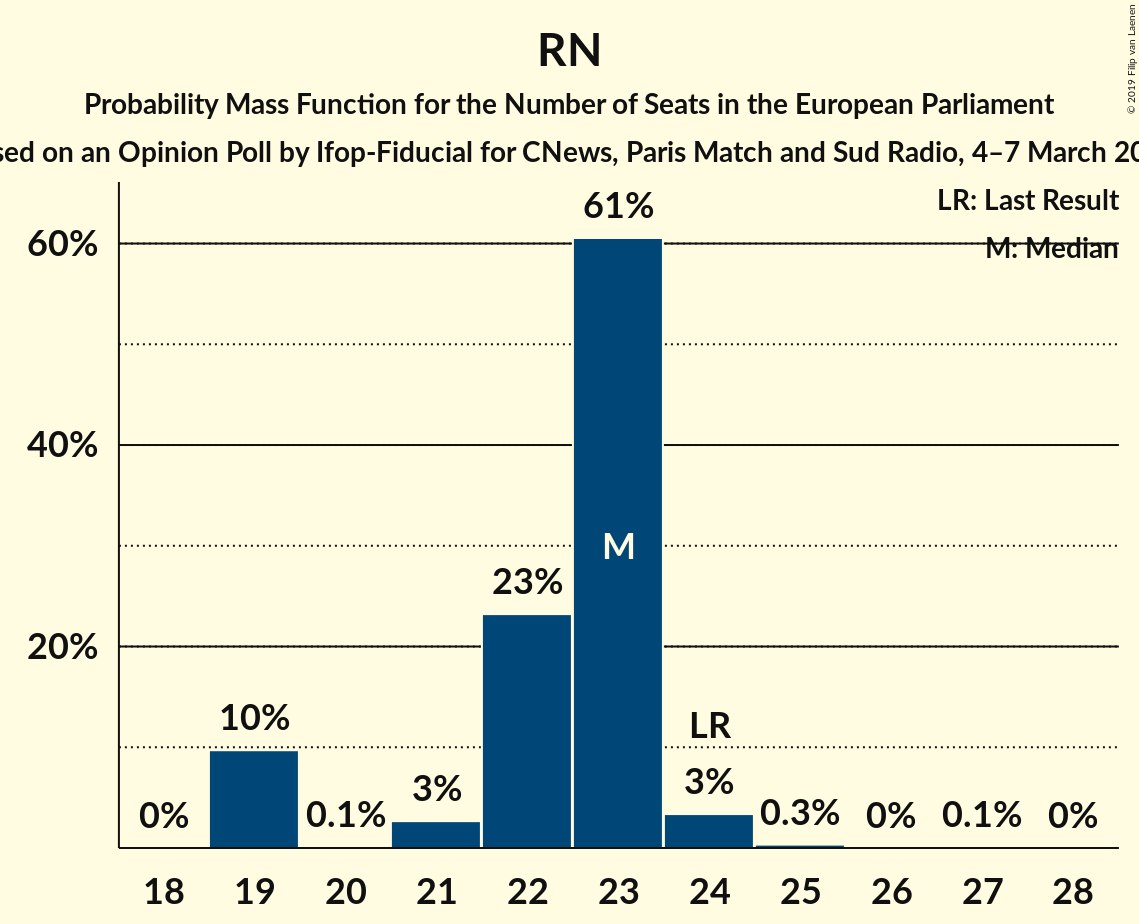 RN
Probability Mass Function for the Number of Seats in the European Parliament
on an Opinion Poll by Ifop-Fiducial for CNews, Paris Match and Sud Radio, 4–7 March
© 2019 Filip van Laenen
LR: Last Result
M: Median
61%
60%
40%
M
23%
20%
10%
LR
3%
3%
0%
0.1%
0.3%
0%
0.1%
0%
18 19 20 21 22 23 24 25 26 27 28